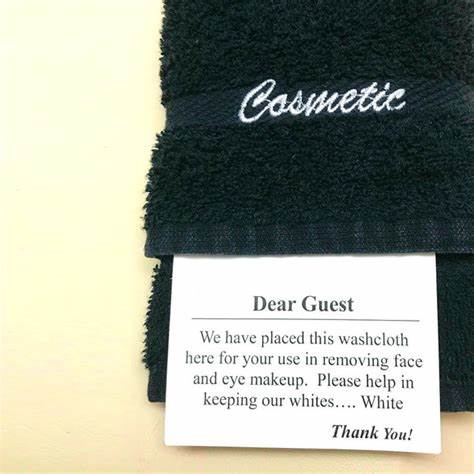 Cosmetic
Dear Guest
We have placed this washcloth
here for your use in removing face
and eye makeup.  Please help in
keeping our whites…. White
Thank You!